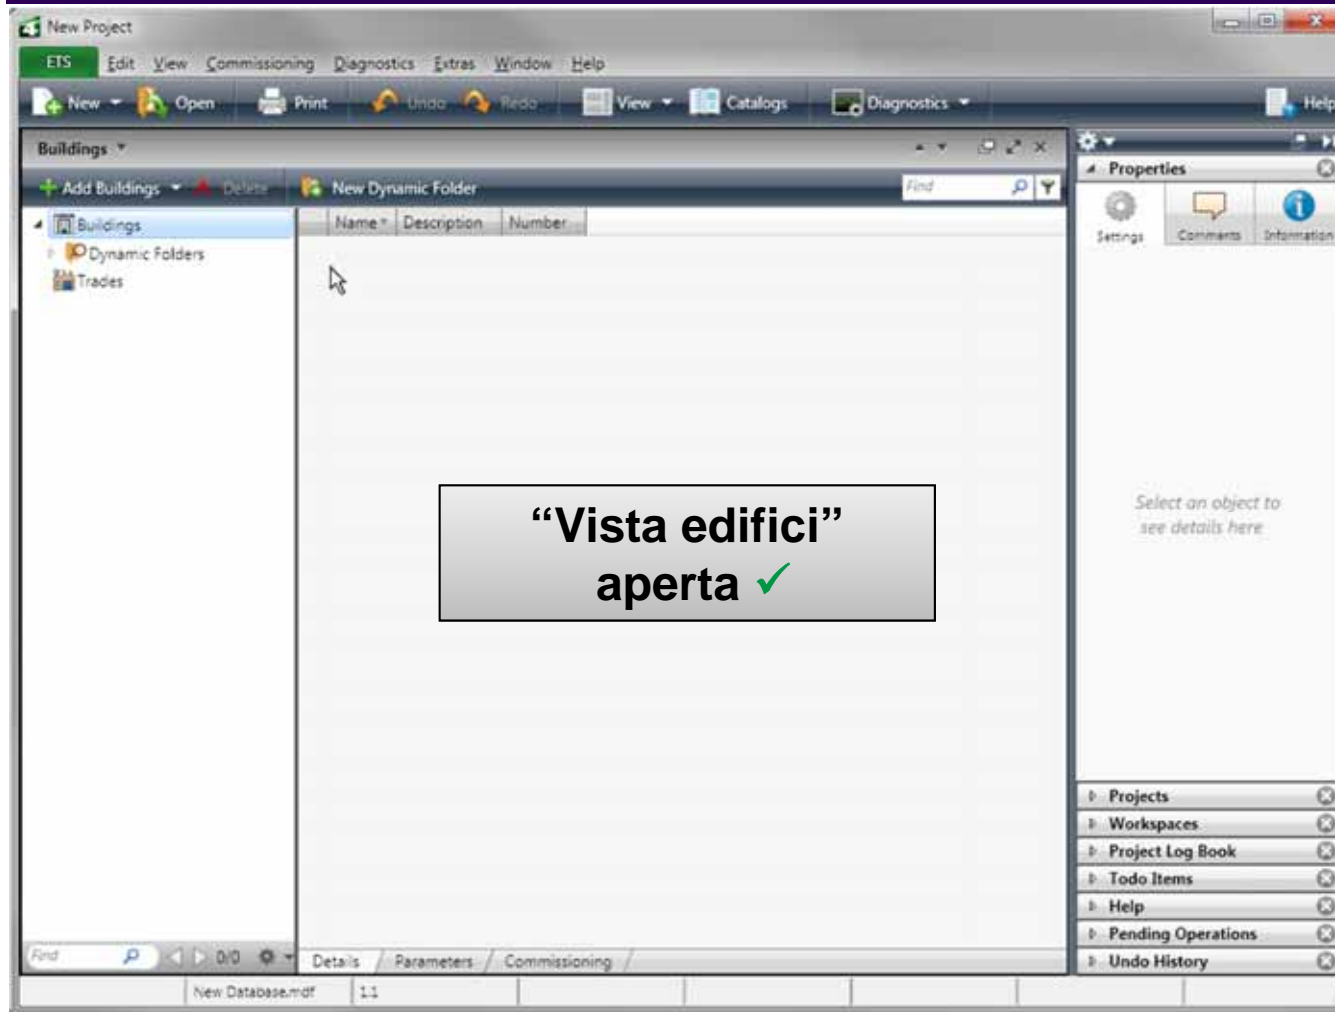 New Project
ETS Edit View Commissioning Diagnostics Extras Window Help
New Open Print Undo Redo View Catalogs Diagnostics Help
Buildings
Add Buildings Delete New Dynamic Folder Find
Buildings
Dynamic Folders
Trades
Name Description Number
Properties
Settings Comments Information
Select an object to
see details here
“Vista edifici”
aperta ✓
Projects
Workspaces
Project Log Book
Todo Items
Help
Pending Operations
Undo History
Find 0/0
Details Parameters Commissioning
New Database.mdf 1.1